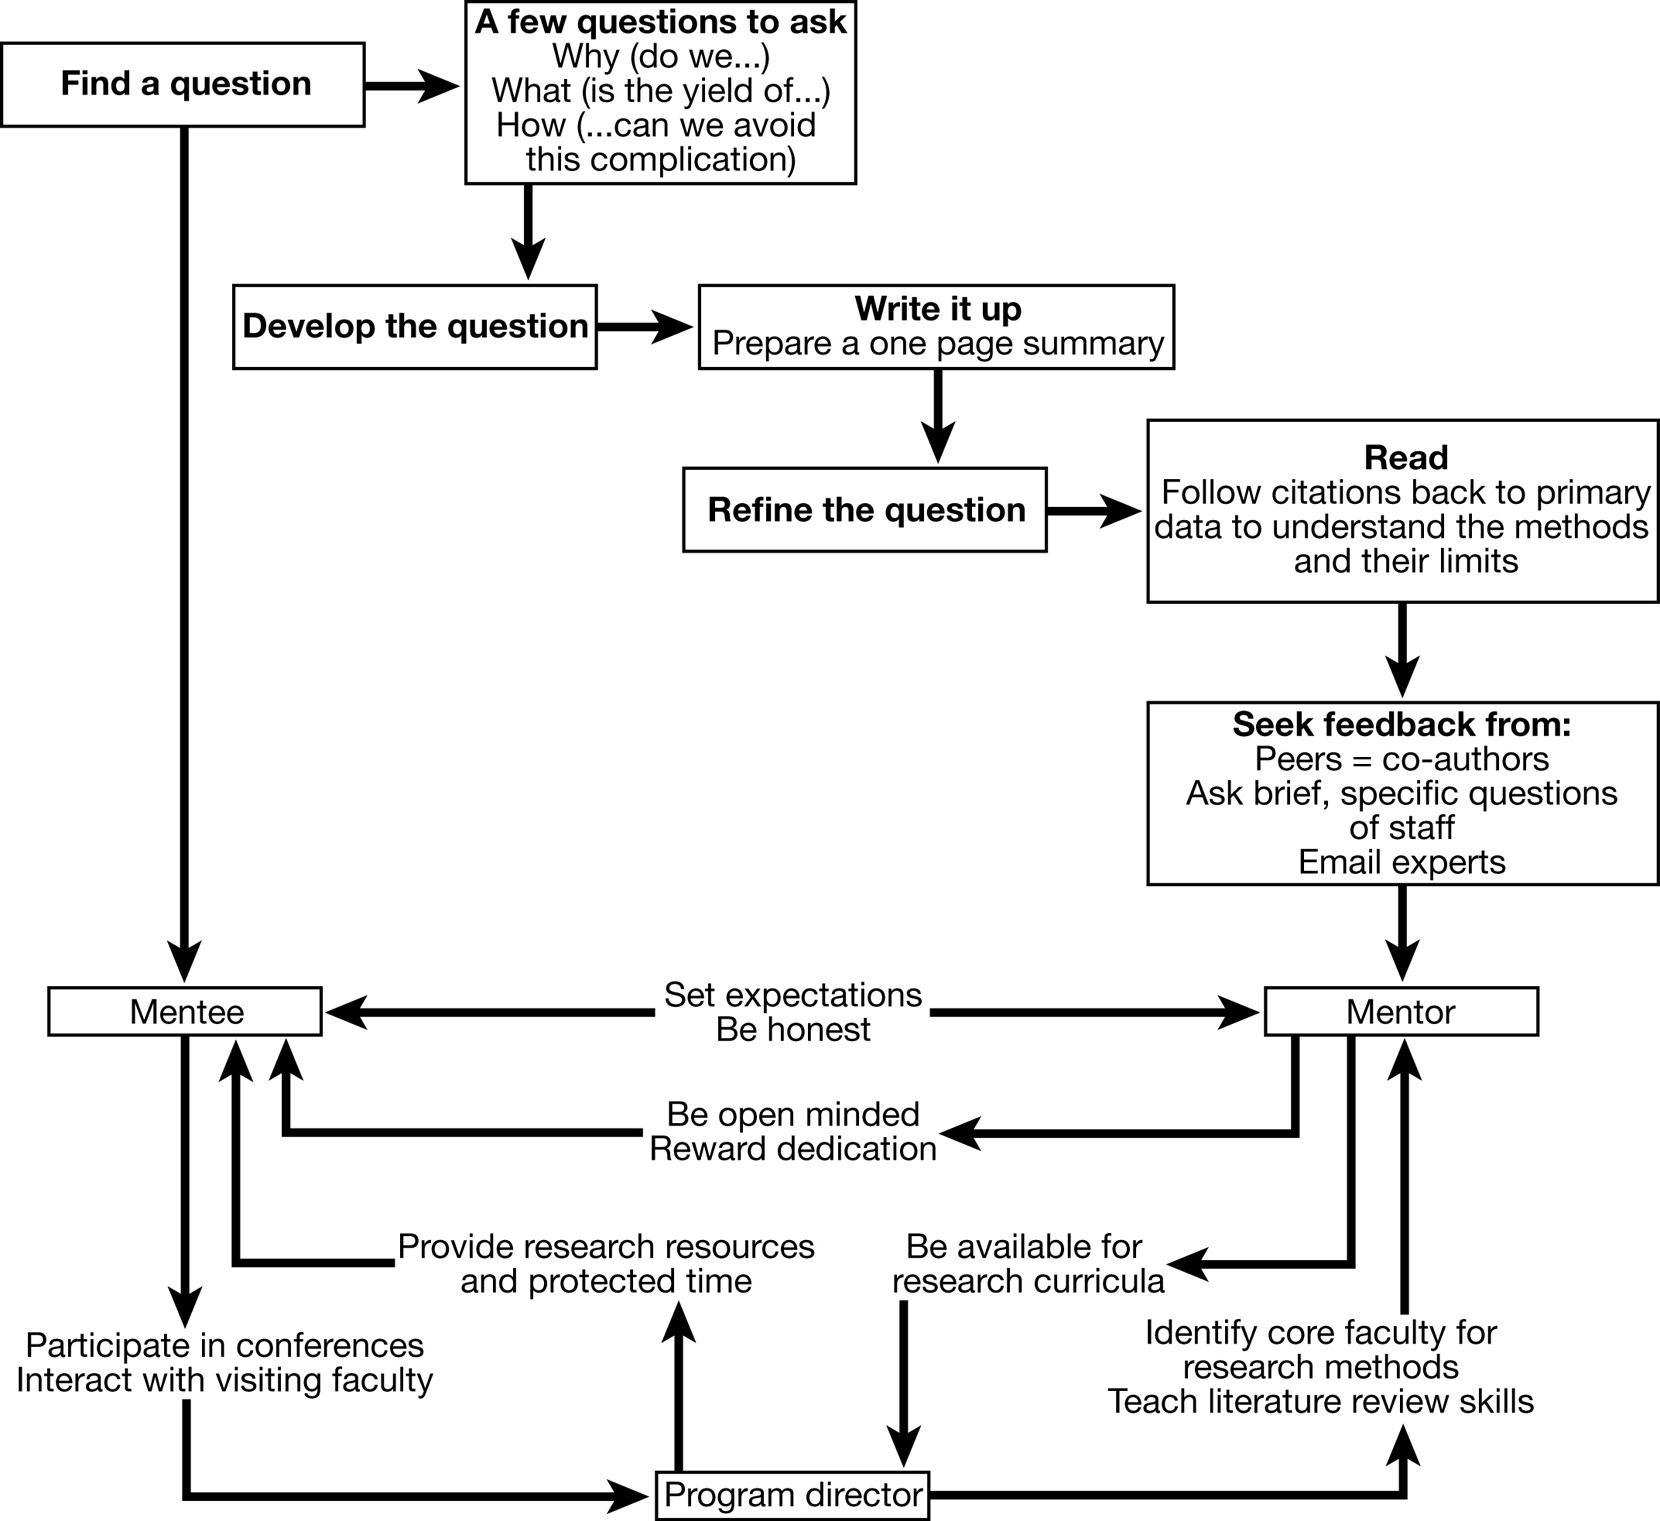 Find a question
A few questions to ask
Why (do we...)
What (is the yield of...)
How (...can we avoid
this complication)
Develop the question
Write it up
Prepare a one page summary
Refine the question
Read
Follow citations back to primary
data to understand the methods
and their limits
Seek feedback from:
Peers = co-authors
Ask brief, specific questions
of staff
Email experts
Mentee
Set expectations
Be honest
Mentor
Be open minded
Reward dedication
Provide research resources
and protected time
Be available for
research curricula
Participate in conferences
Interact with visiting faculty
Identify core faculty for
research methods
Teach literature review skills
Program director